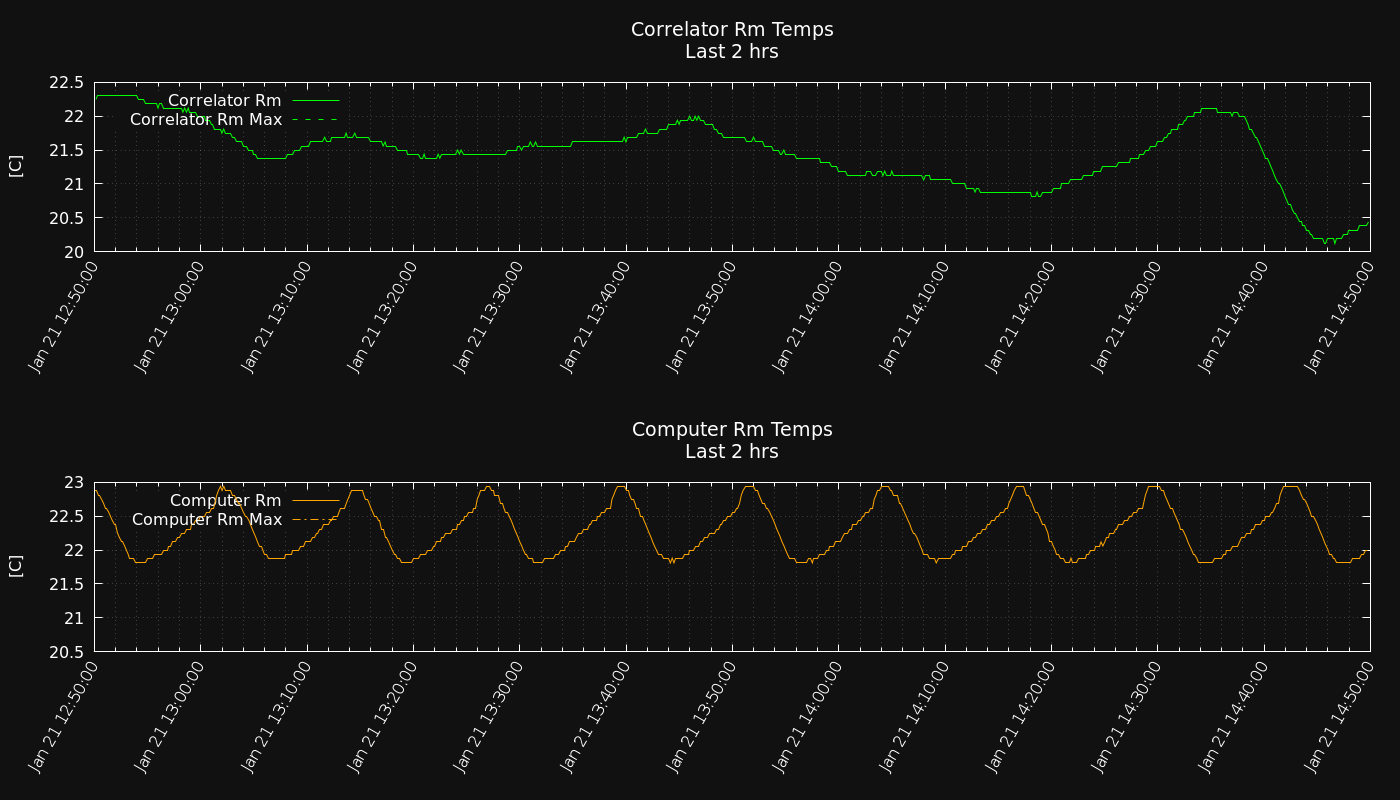 Correlator Rm Temps
Last 2 hrs
22.5
22
21.5
21
20.5
20
[C]
Correlator Rm
Correlator Rm Max
Jan 21 12:50:00
Jan 21 13:00:00
Jan 21 13:10:00
Jan 21 13:20:00
Jan 21 13:30:00
Jan 21 13:40:00
Jan 21 13:50:00
Jan 21 14:00:00
Jan 21 14:10:00
Jan 21 14:20:00
Jan 21 14:30:00
Jan 21 14:40:00
Jan 21 14:50:00
Computer Rm Temps
Last 2 hrs
23
22.5
22
21.5
21
20.5
[C]
Computer Rm
Computer Rm Max
Jan 21 12:50:00
Jan 21 13:00:00
Jan 21 13:10:00
Jan 21 13:20:00
Jan 21 13:30:00
Jan 21 13:40:00
Jan 21 13:50:00
Jan 21 14:00:00
Jan 21 14:10:00
Jan 21 14:20:00
Jan 21 14:30:00
Jan 21 14:40:00
Jan 21 14:50:00